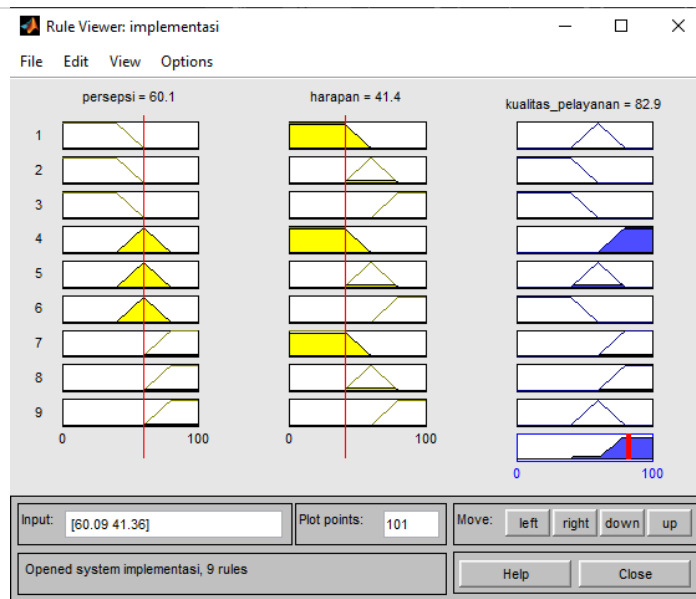 Rule Viewer: implementasi
File Edit View Options
persepsi = 60.1 harapan = 41.4 kualitas_pelayanan = 82.9
1
2
3
4
5
6
7
8
9
0 100 0 100
0 100
Input: [60.09 41.36] Plot points: 101 Move: left right down up
Opened system implementasi, 9 rules Help Close